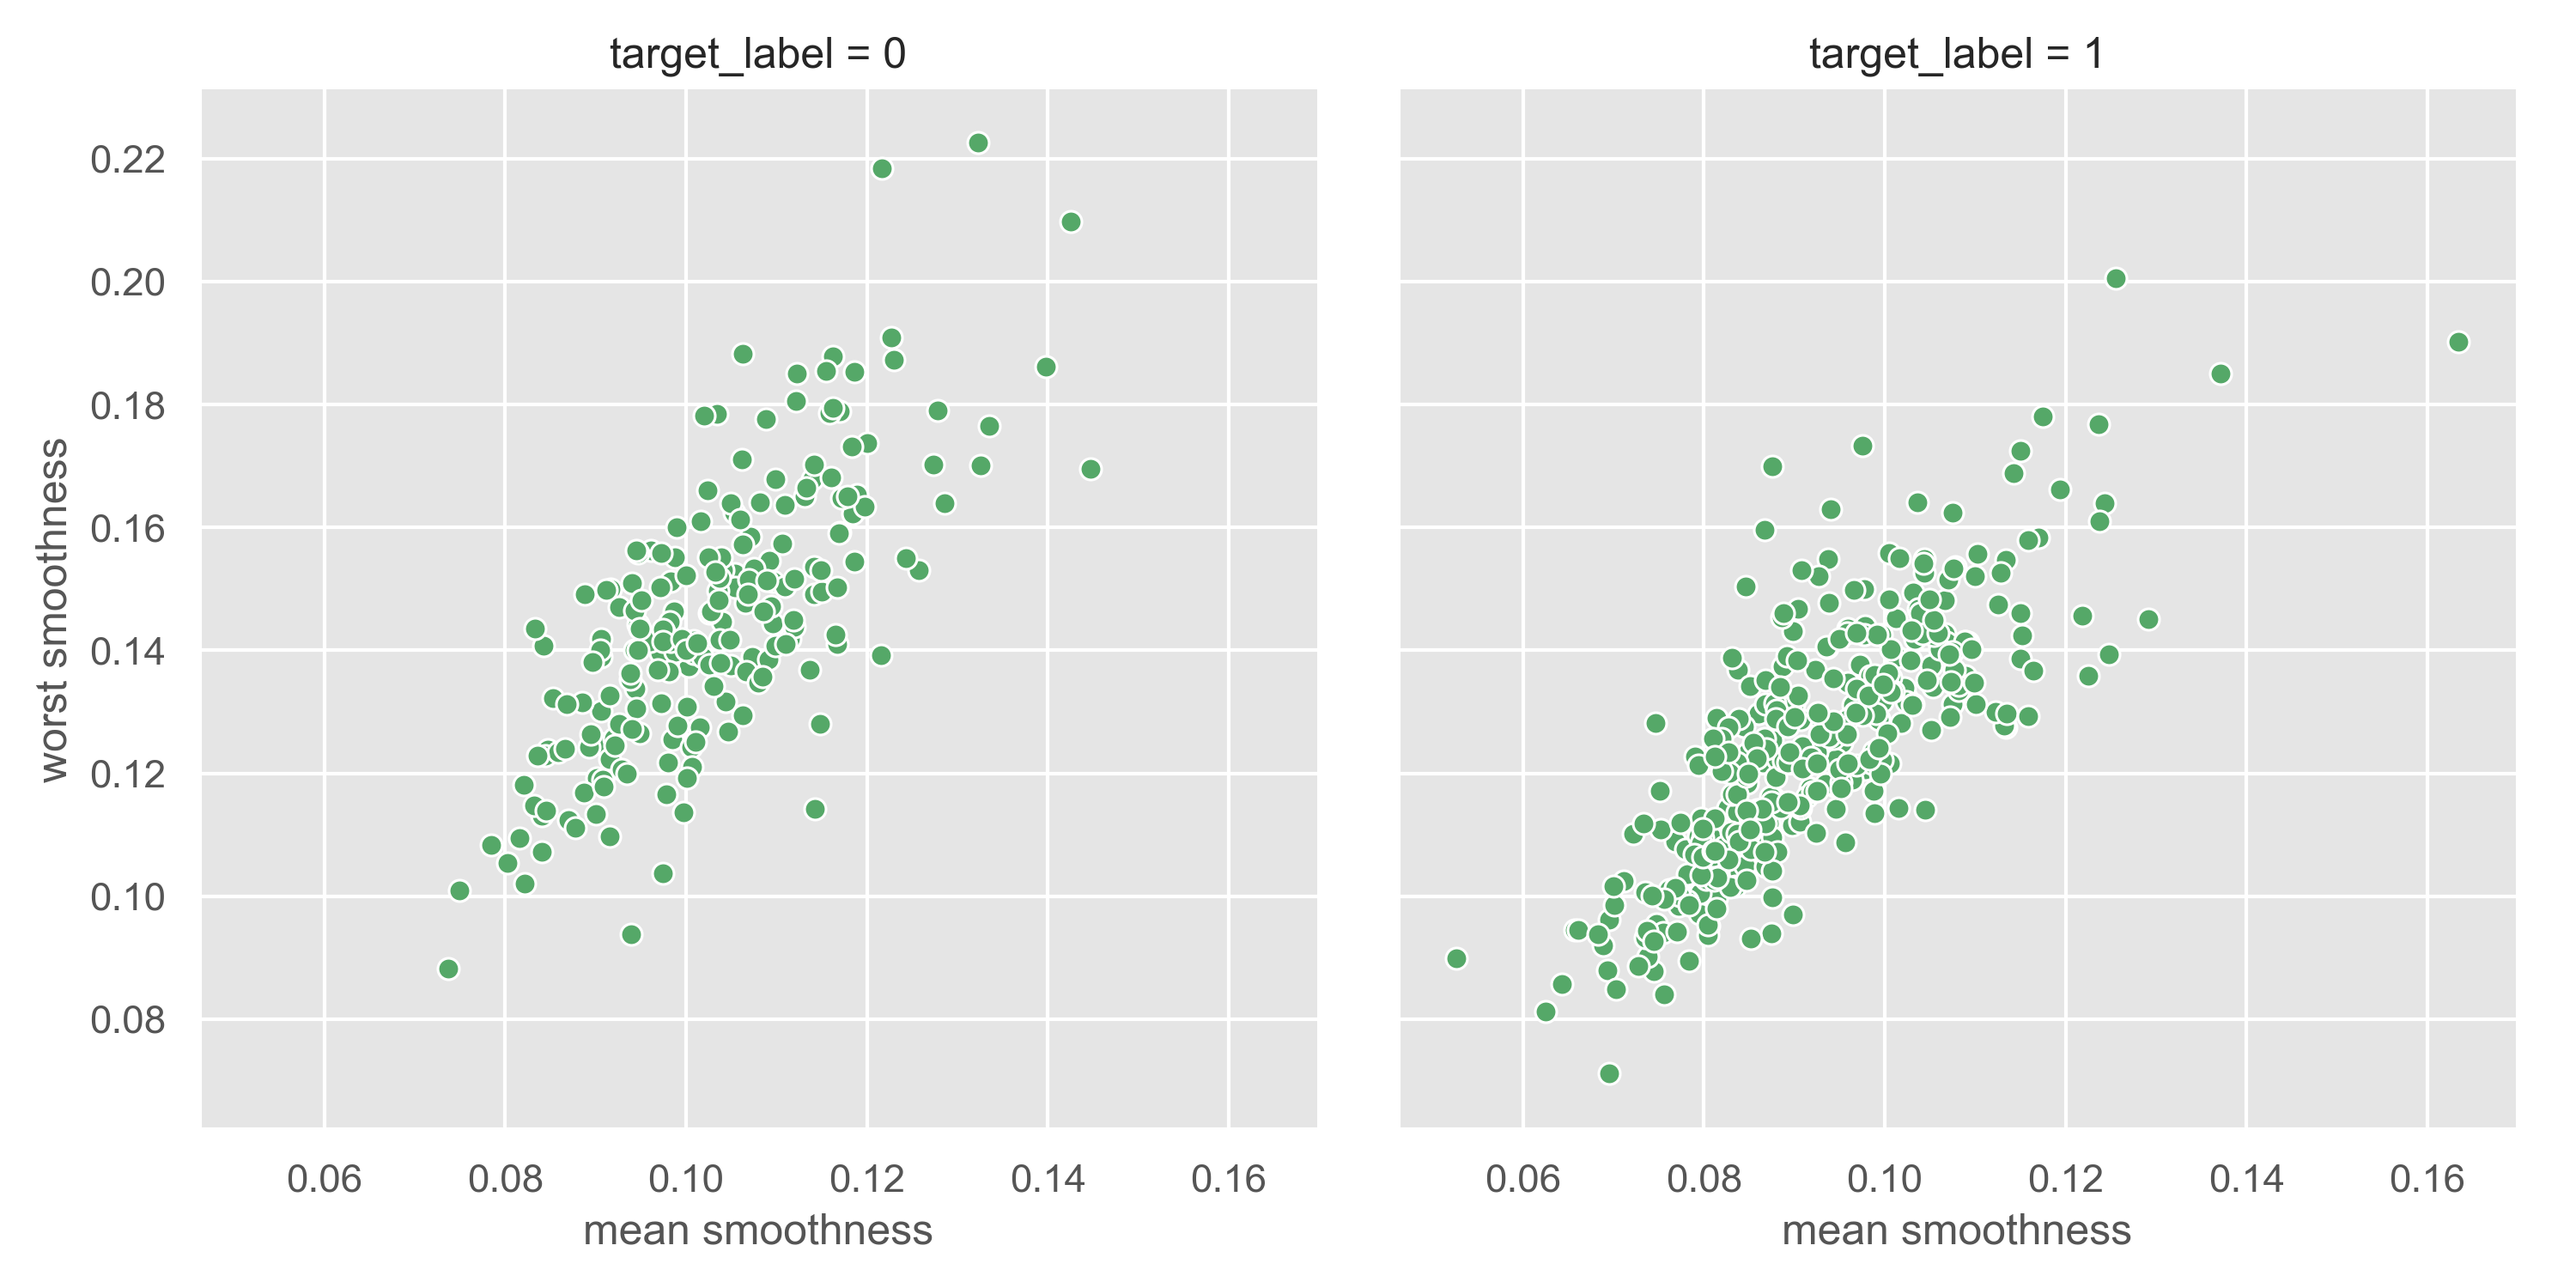 target_label = 0
target_label = 1
0.22
0.20
0.18
0.16
0.14
0.12
0.10
0.08
worst smoothness
0.06 0.08 0.10 0.12 0.14 0.16
0.06 0.08 0.10 0.12 0.14 0.16
mean smoothness
mean smoothness